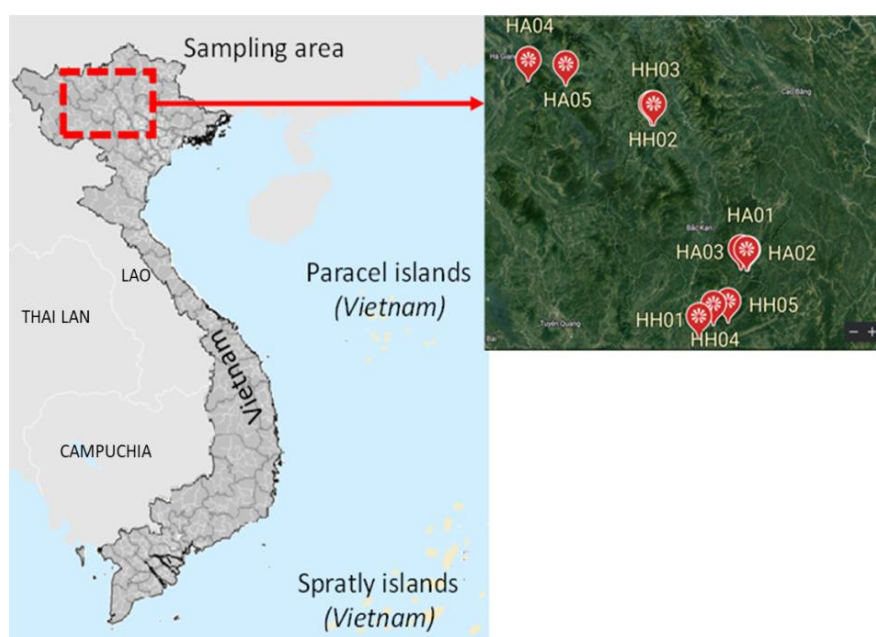 Sampling area
Paracel islands
(Vietnam)
LAO
THAI LAN
Vietnam
CAMPUCHIA
Spratly islands
(Vietnam)
HA04
Hà Giang
HA05
HH03
HH02
Cao Bằng
HA01
Bắc Kạn
HA03
HA02
HH01
HH05
HH04
Tuyên Quang
Bái
− +